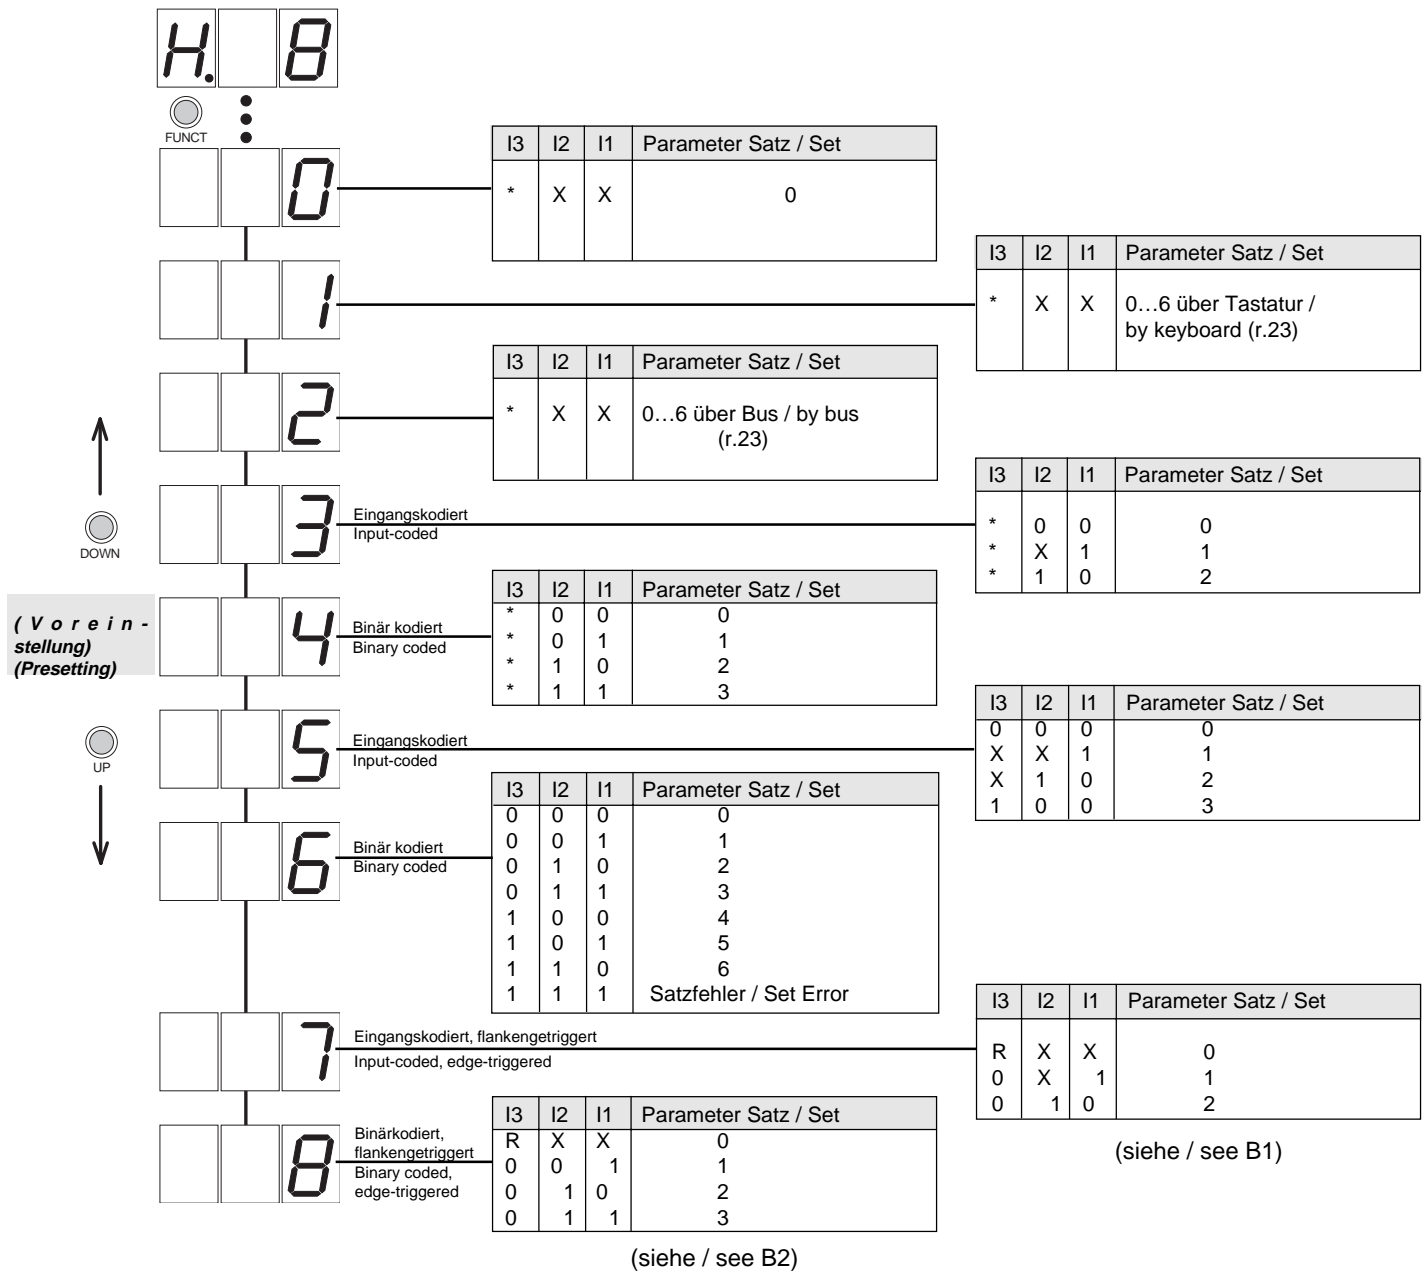 H. 8
FUNCT
I3 I2 I1 Parameter Satz / Set
* X X 0
0
I3 I2 I1 Parameter Satz / Set
* X X 0…6 über Tastatur /
by keyboard (r.23)
1
I3 I2 I1 Parameter Satz / Set
* X X 0…6 über Bus / by bus
(r.23)
2
I3 I2 I1 Parameter Satz / Set
* 0 0 0
* X 1 1
* 1 0 2
3
Eingangskodiert
Input-coded
DOWN
I3 I2 I1 Parameter Satz / Set
* 0 0 0
* 0 1 1
* 1 0 2
* 1 1 3
4
Binär kodiert
Binary coded
(Vorein-
stellung)
(Presetting)
I3 I2 I1 Parameter Satz / Set
0 0 0 0
X X 1 1
X 1 0 2
1 0 0 3
5
Eingangskodiert
Input-coded
UP
I3 I2 I1 Parameter Satz / Set
0 0 0 0
0 0 1 1
0 1 0 2
0 1 1 3
1 0 0 4
1 0 1 5
1 1 0 6
1 1 1 Satzfehler / Set Error
6
Binär kodiert
Binary coded
I3 I2 I1 Parameter Satz / Set
R X X 0
0 X 1 1
0 1 0 2
7
Eingangskodiert, flankengetriggert
Input-coded, edge-triggered
(siehe / see B1)
I3 I2 I1 Parameter Satz / Set
R X X 0
0 0 1 1
0 1 0 2
0 1 1 3
8
Binärkodiert,
flankengetriggert
Binary coded,
edge-triggered
(siehe / see B2)